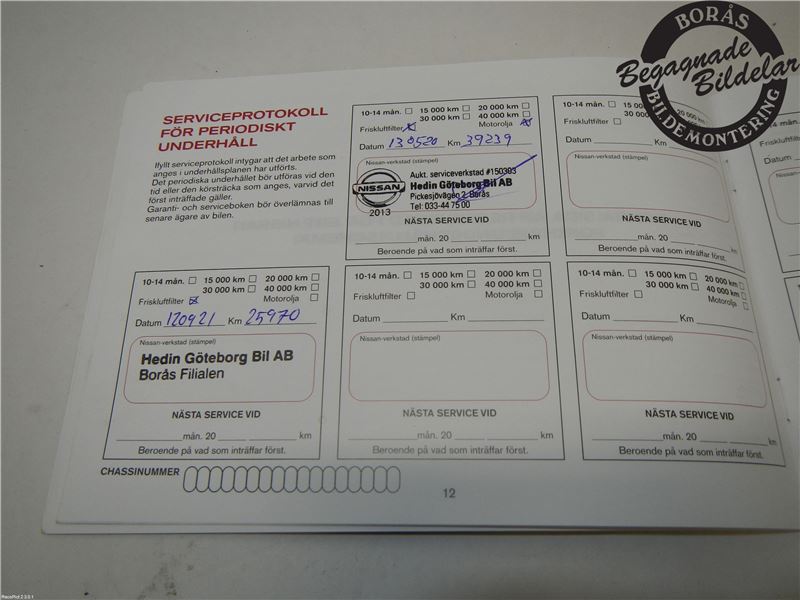 BORÅS
Begagnade
Bildelar
BILDEMONTERING
SERVICEPROTOKOLL
FÖR PERIODISKT
UNDERHÅLL
Ifyllt serviceprotokoll intygar att det arbete som
anges i underhållsplanen har utförts.
Det periodiska underhållet bör utföras vid den
tid eller den körsträcka som anges, varvid det
först inträffade gäller.
Garanti- och serviceboken bör överlämnas till
senare ägare av bilen.
10-14 mån. 15 000 km 20 000 km
30 000 km 40 000 km
Friskluftfilter Motorolja
Datum 130520 Km 39239
Nissan-verkstad (stämpel)
NISSAN
2013
Aukt. serviceverkstad #150303
Hedin Göteborg Bil AB
Pickesjövägen 2, Borås
Tel: 033-44 75 00
NÄSTA SERVICE VID
mån. 20 km
Beroende på vad som inträffar först.
10-14 mån. 15 000
30 000
Friskluftfilter
Datum Km
Nissan-verkstad (stämpel)
NÄSTA SERVICE VID
mån. 20 km
Beroende på vad som inträffar först.
10-14 mån. 15 000 km 20 000 km
30 000 km 40 000 km
Friskluftfilter Motorolja
Datum 120921 Km 25970
Nissan-verkstad (stämpel)
Hedin Göteborg Bil AB
Borås Filialen
NÄSTA SERVICE VID
mån. 20 km
Beroende på vad som inträffar först.
10-14 mån. 15 000 km 20 000 km
30 000 km 40 000 km
Friskluftfilter Motorolja
Datum Km
Nissan-verkstad (stämpel)
NÄSTA SERVICE VID
mån. 20 km
Beroende på vad som inträffar först.
10-14 mån. 15 000 km 20 000 km
30 000 km 40 000 km
Friskluftfilter Motorolja
Datum Km
Nissan-verkstad (stämpel)
NÄSTA SERVICE VID
mån. 20 km
Beroende på vad som inträffar först.
CHASSINUMMER
12